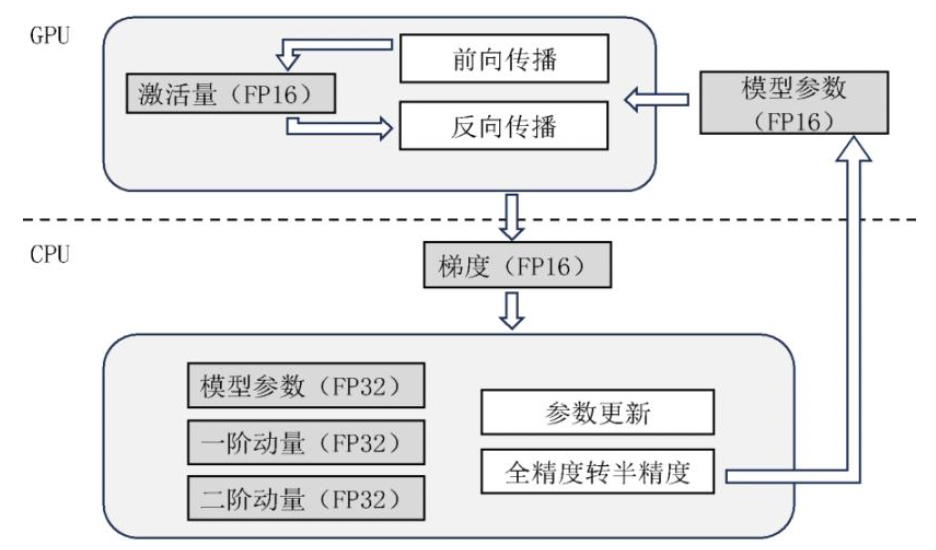 GPU
前向传播
激活量（FP16）
反向传播
模型参数
（FP16）
CPU
梯度（FP16）
模型参数（FP32）
一阶动量（FP32）
二阶动量（FP32）
参数更新
全精度转半精度